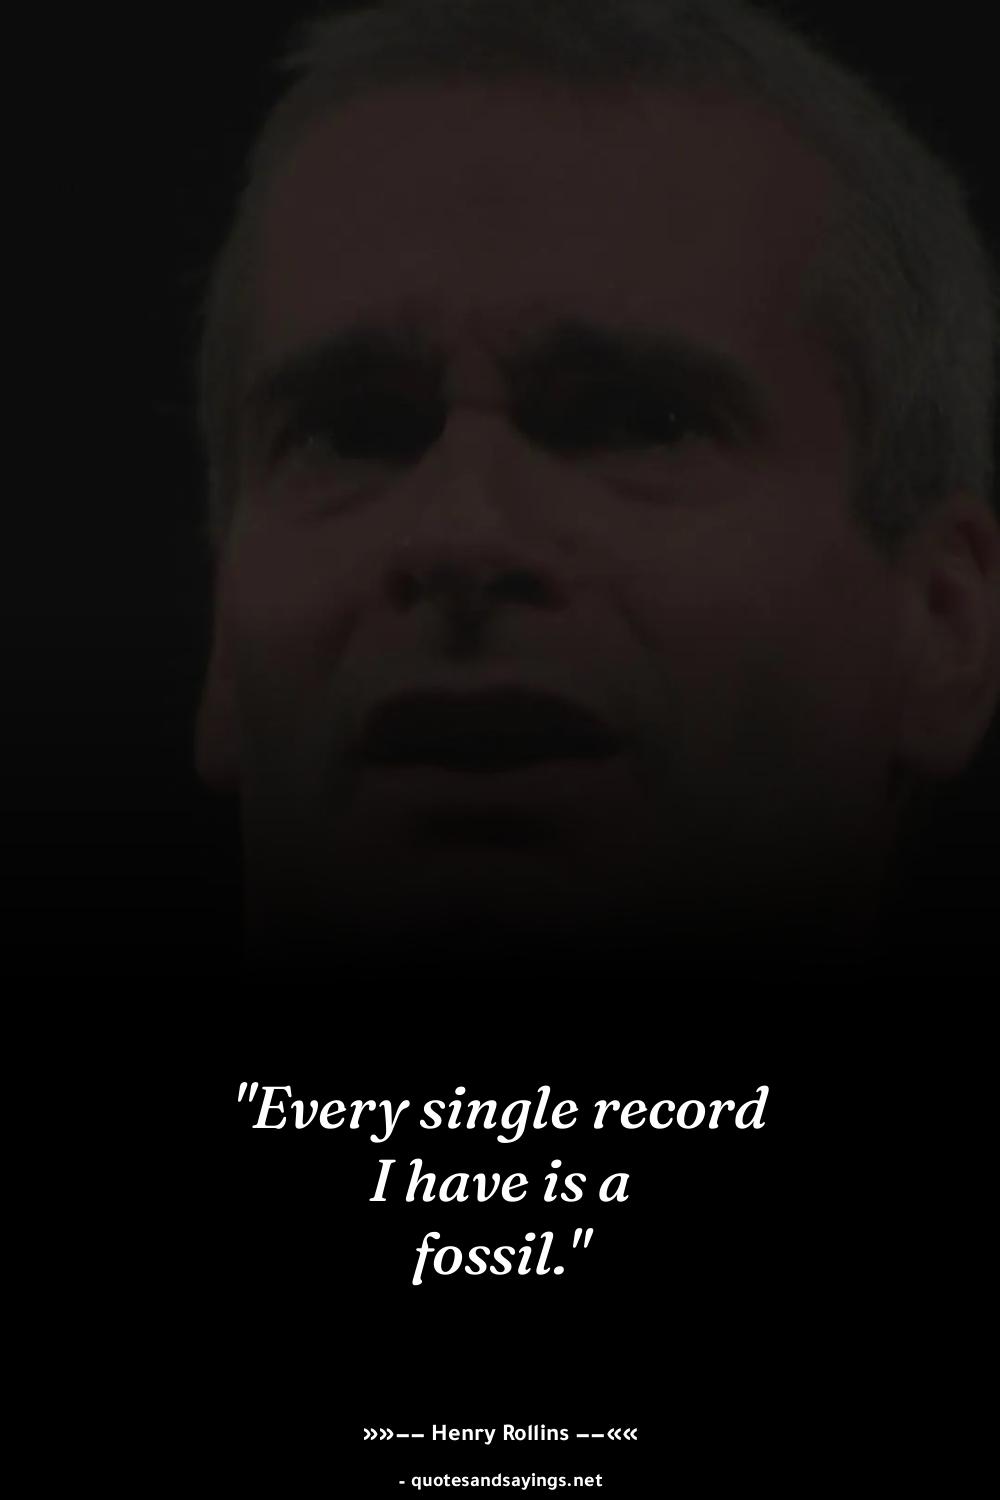 "Every single record
I have is a
fossil."
»»−− Henry Rollins −−««
- quotesandsayings.net